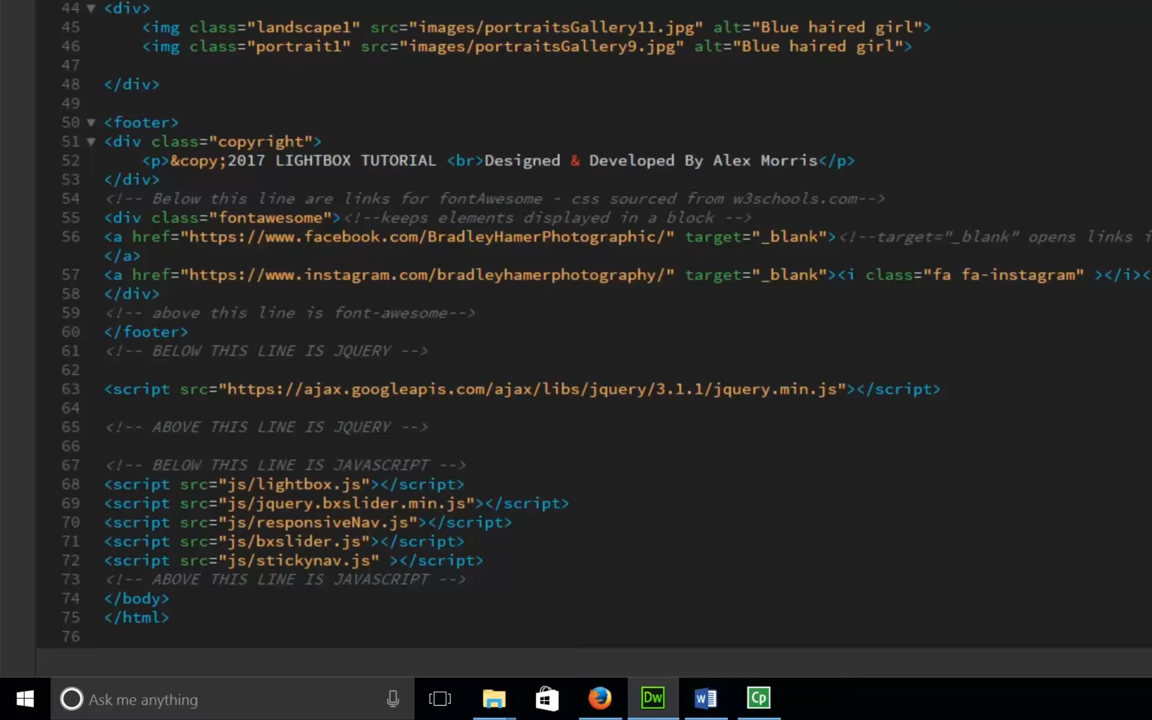 44 <div>
45 <img class="landscape1" src="images/portraitsGallery11.jpg" alt="Blue haired girl">
46 <img class="portrait1" src="images/portraitsGallery9.jpg" alt="Blue haired girl">
47
48 </div>
49
50 <footer>
51 <div class="copyright">
52 <p>&copy;2017 LIGHTBOX TUTORIAL <br>Designed & Developed By Alex Morris</p>
53 </div>
54 <!-- Below this line are links for fontAwesome - css sourced from w3schools.com-->
55 <div class="fontawesome"><!--keeps elements displayed in a block -->
56 <a href="https://www.facebook.com/BradleyHamerPhotographic/" target="_blank"><!--target="_blank" opens links i
</a>
57 <a href="https://www.instagram.com/bradleyhamerphotography/" target="_blank"><i class="fa fa-instagram" ></i><
58 </div>
59 <!-- above this line is font-awesome-->
60 </footer>
61 <!-- BELOW THIS LINE IS JQUERY -->
62
63 <script src="https://ajax.googleapis.com/ajax/libs/jquery/3.1.1/jquery.min.js"></script>
64
65 <!-- ABOVE THIS LINE IS JQUERY -->
66
67 <!-- BELOW THIS LINE IS JAVASCRIPT -->
68 <script src="js/lightbox.js"></script>
69 <script src="js/jquery.bxslider.min.js"></script>
70 <script src="js/responsiveNav.js"></script>
71 <script src="js/bxslider.js"></script>
72 <script src="js/stickynav.js" ></script>
73 <!-- ABOVE THIS LINE IS JAVASCRIPT -->
74 </body>
75 </html>
76
Ask me anything
Dw
W
Cp